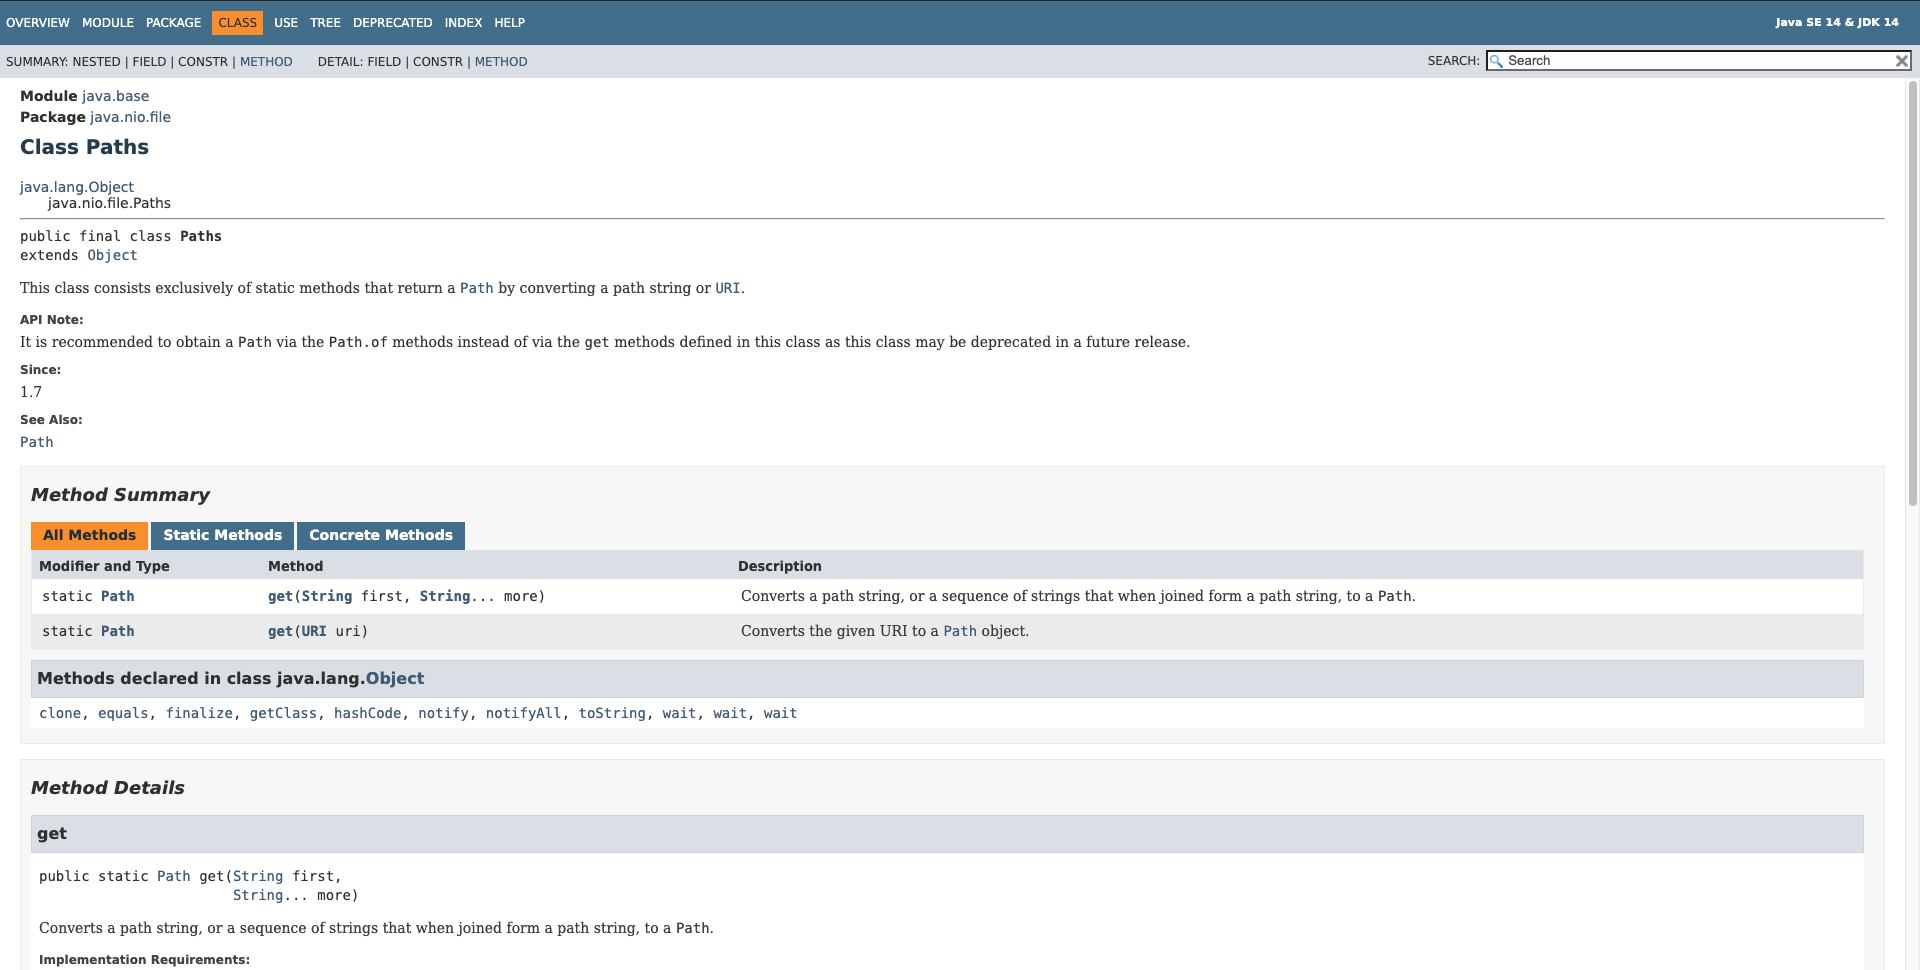 OVERVIEW MODULE PACKAGE CLASS USE TREE DEPRECATED INDEX HELP
Java SE 14 & JDK 14
SUMMARY: NESTED | FIELD | CONSTR | METHOD DETAIL: FIELD | CONSTR | METHOD
SEARCH: Search
Module java.base
Package java.nio.file
Class Paths
java.lang.Object
java.nio.file.Paths
public final class Paths
extends Object
This class consists exclusively of static methods that return a Path by converting a path string or URI.
API Note:
It is recommended to obtain a Path via the Path.of methods instead of via the get methods defined in this class as this class may be deprecated in a future release.
Since:
1.7
See Also:
Path
Method Summary
All Methods Static Methods Concrete Methods
Modifier and Type Method Description
static Path get(String first, String... more) Converts a path string, or a sequence of strings that when joined form a path string, to a Path.
static Path get(URI uri) Converts the given URI to a Path object.
Methods declared in class java.lang.Object
clone, equals, finalize, getClass, hashCode, notify, notifyAll, toString, wait, wait, wait
Method Details
get
public static Path get(String first,
String... more)
Converts a path string, or a sequence of strings that when joined form a path string, to a Path.
Implementation Requirements: